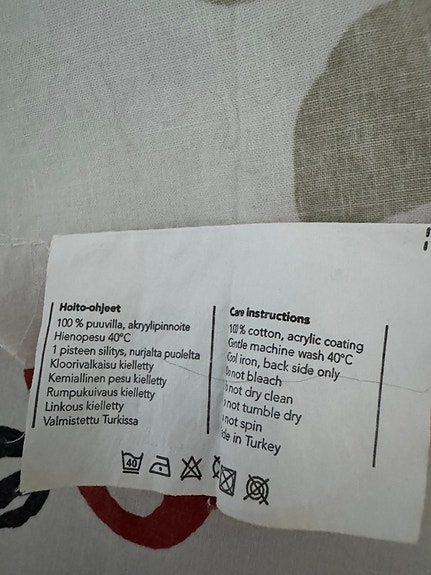 Hoito-ohjeet
100 % puuvilla, akryylipinnoite
Hienopesu 40°C
1 pisteen silitys, nurjalta puolelta
Kloorivalkaisu kielletty
Kemiallinen pesu kielletty
Rumpukuivaus kielletty
Linkous kielletty
Valmistettu Turkissa
Care instructions
100% cotton, acrylic coating
Gentle machine wash 40°C
Cool iron, back side only
Do not bleach
not dry clean
not tumble dry
not spin
de in Turkey
40